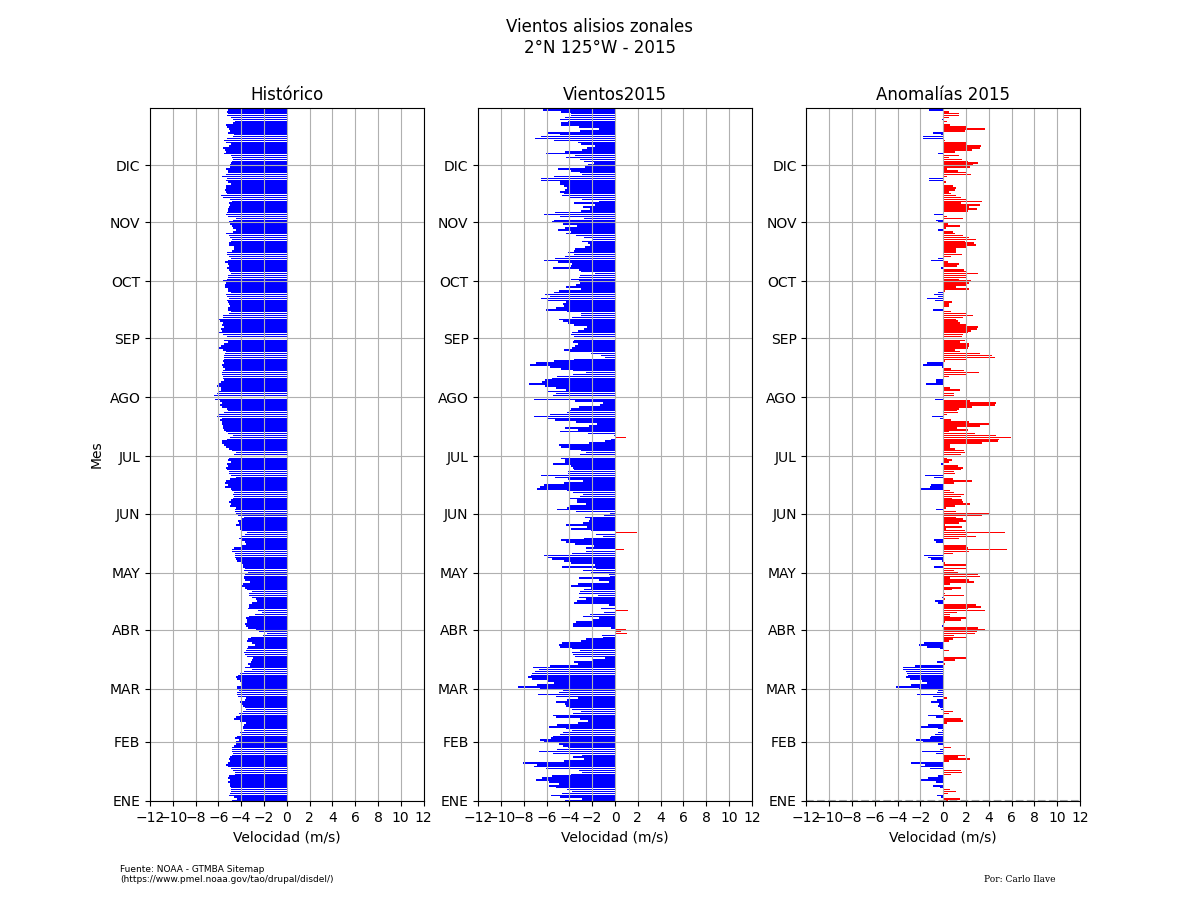 Vientos alisios zonales
2°N 125°W - 2015
Histórico
Vientos2015
Anomalías 2015
Mes
DIC
NOV
OCT
SEP
AGO
JUL
JUN
MAY
ABR
MAR
FEB
ENE
−12−10−8 −6 −4 −2 0 2 4 6 8 10 12
Velocidad (m/s)
DIC
NOV
OCT
SEP
AGO
JUL
JUN
MAY
ABR
MAR
FEB
ENE
−12−10−8 −6 −4 −2 0 2 4 6 8 10 12
Velocidad (m/s)
DIC
NOV
OCT
SEP
AGO
JUL
JUN
MAY
ABR
MAR
FEB
ENE
−12−10−8 −6 −4 −2 0 2 4 6 8 10 12
Velocidad (m/s)
Fuente: NOAA - GTMBA Sitemap
(https://www.pmel.noaa.gov/tao/drupal/disdel/)
Por: Carlo Ilave